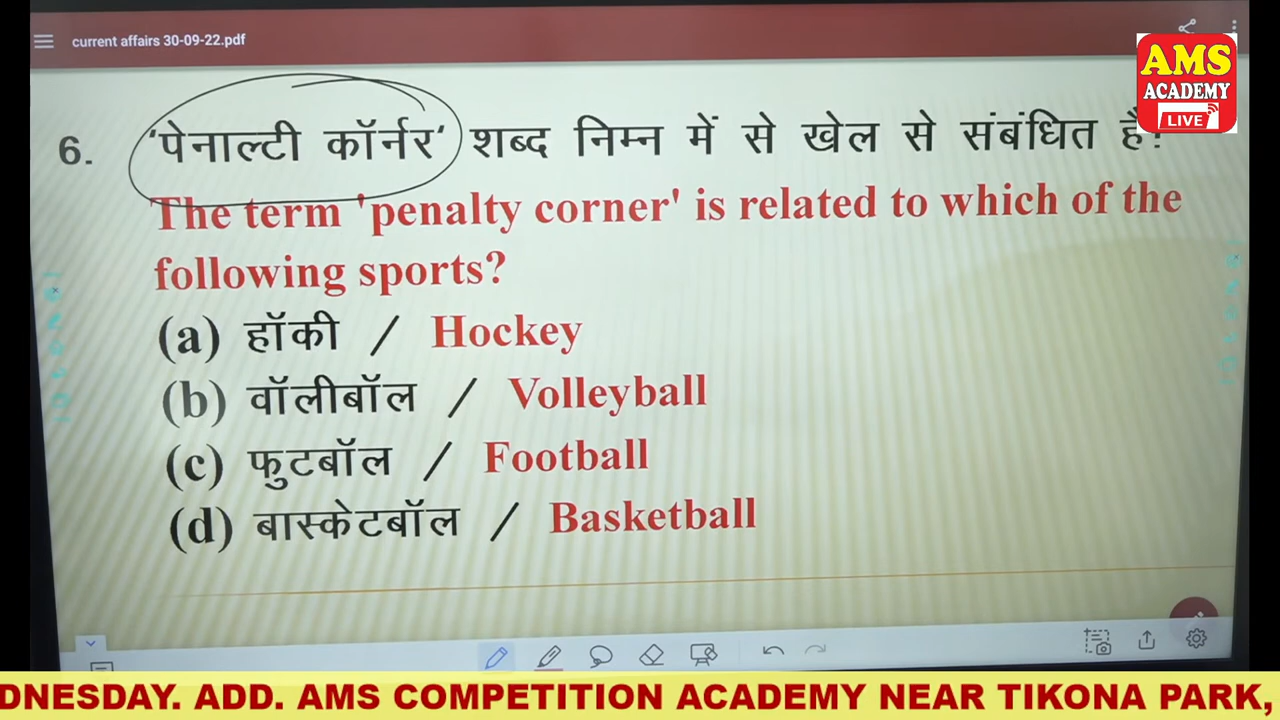 current affairs 30-09-22.pdf
AMS
ACADEMY
LIVE
6. 'पेनाल्टी कॉर्नर' शब्द निम्न में से खेल से संबंधित है?
The term 'penalty corner' is related to which of the
following sports?
(a) हॉकी / Hockey
(b) वॉलीबॉल / Volleyball
(c) फुटबॉल / Football
(d) बास्केटबॉल / Basketball
DNESDAY. ADD. AMS COMPETITION ACADEMY NEAR TIKONA PARK,